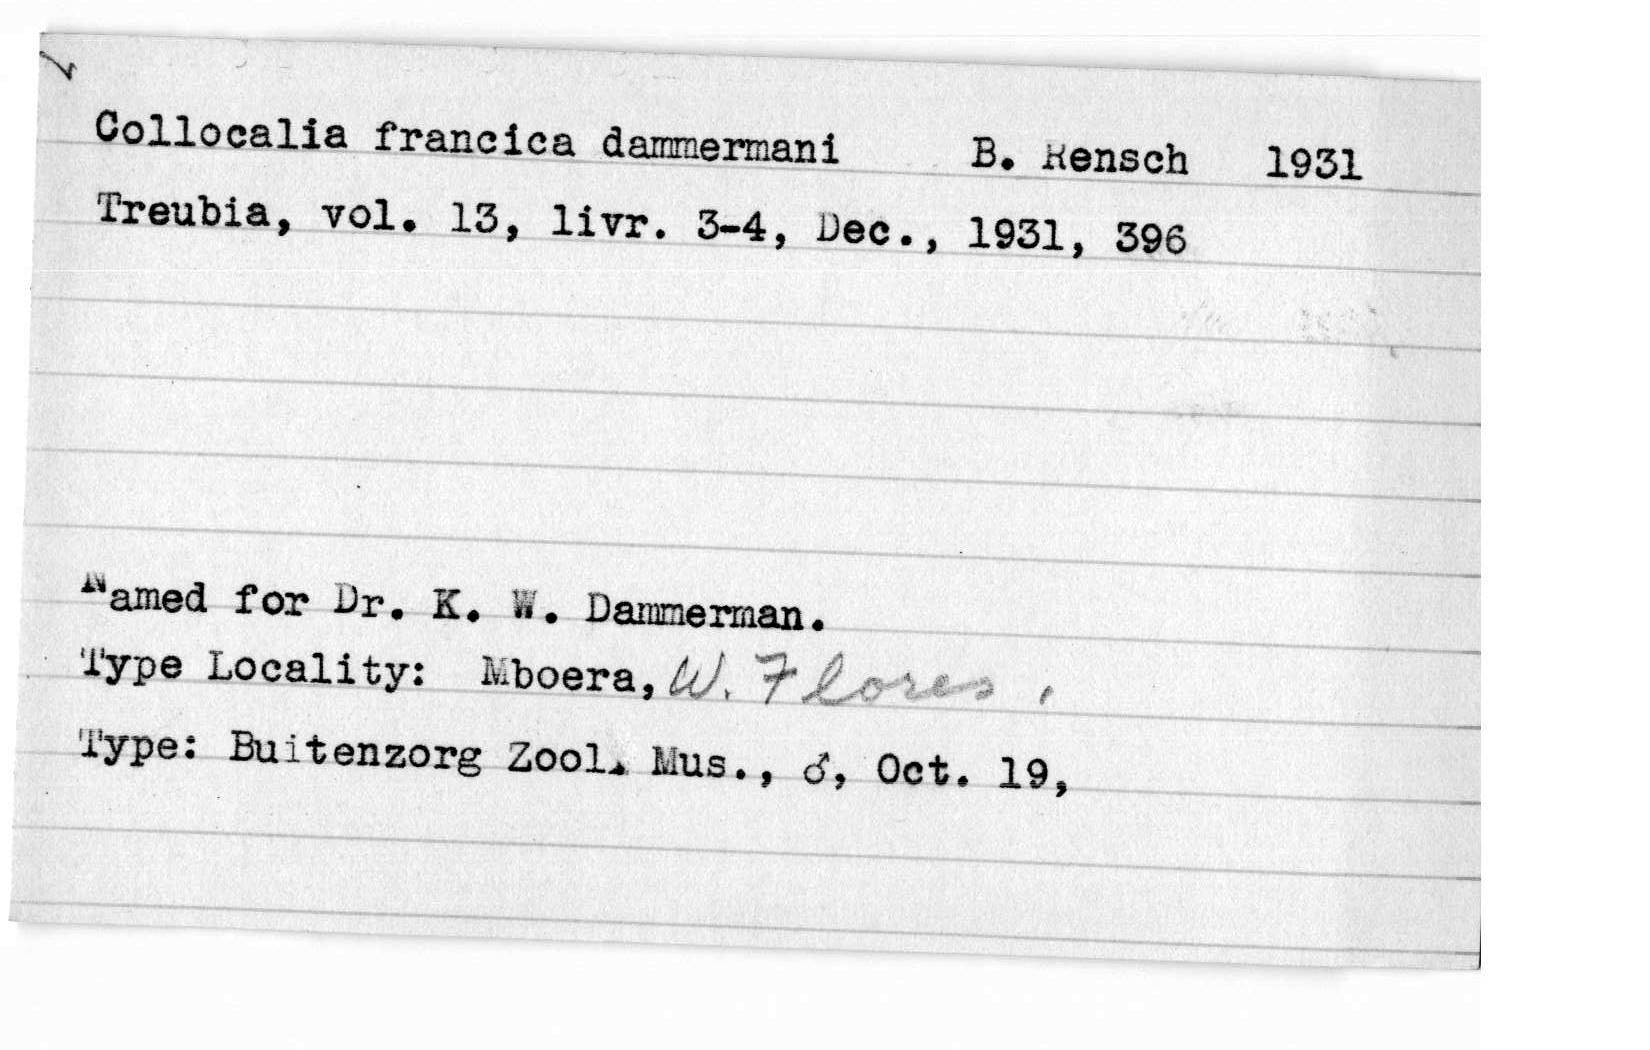 Collocalia francica dammermani B. Rensch 1931
Treubia, vol. 13, livr. 3-4, Dec., 1931, 396
Named for Dr. K. W. Dammerman.
Type Locality: Mboera, W. Flores.
Type: Buitenzorg Zool. Mus., ♂, Oct. 19,